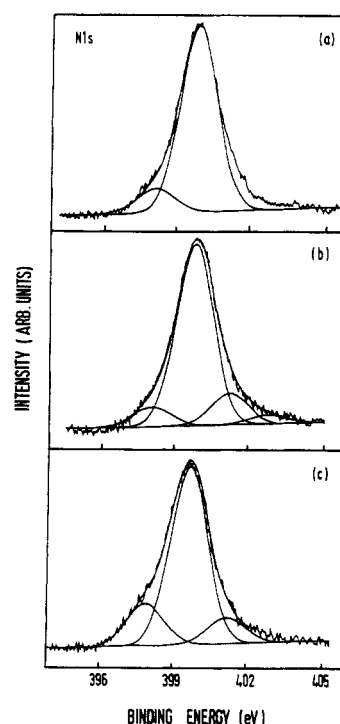 N1s
(a)
(b)
(c)
INTENSITY (ARB. UNITS)
396 399 402 405
BINDING ENERGY (eV)